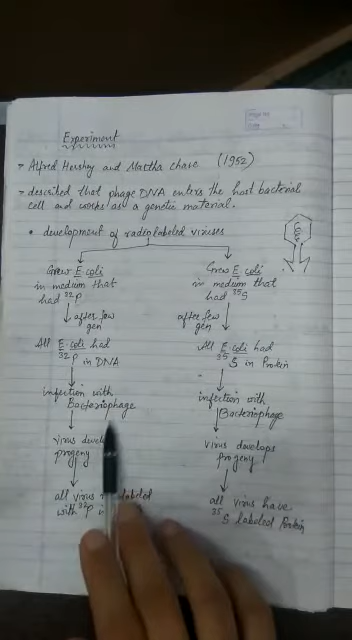 Experiment
→ Alfred Hershey and Martha Chase (1952)
→ described that phage DNA enters the host bacterial
cell and works as a genetic material.
• development of radiolabeled viruses
Grew E coli
in medium that
had ³²P
↓ after few
gen
All E. coli had
³²P in DNA
infection with
Bacteriophage
virus
progeny
all virus
with ³²P
Grew E coli
in medium that
had ³⁵S
after few ↓
gen
All E coli had
³⁵S in Protein
infection with
Bacteriophage
virus develops
progeny
all virus have
³⁵S labeled Protein